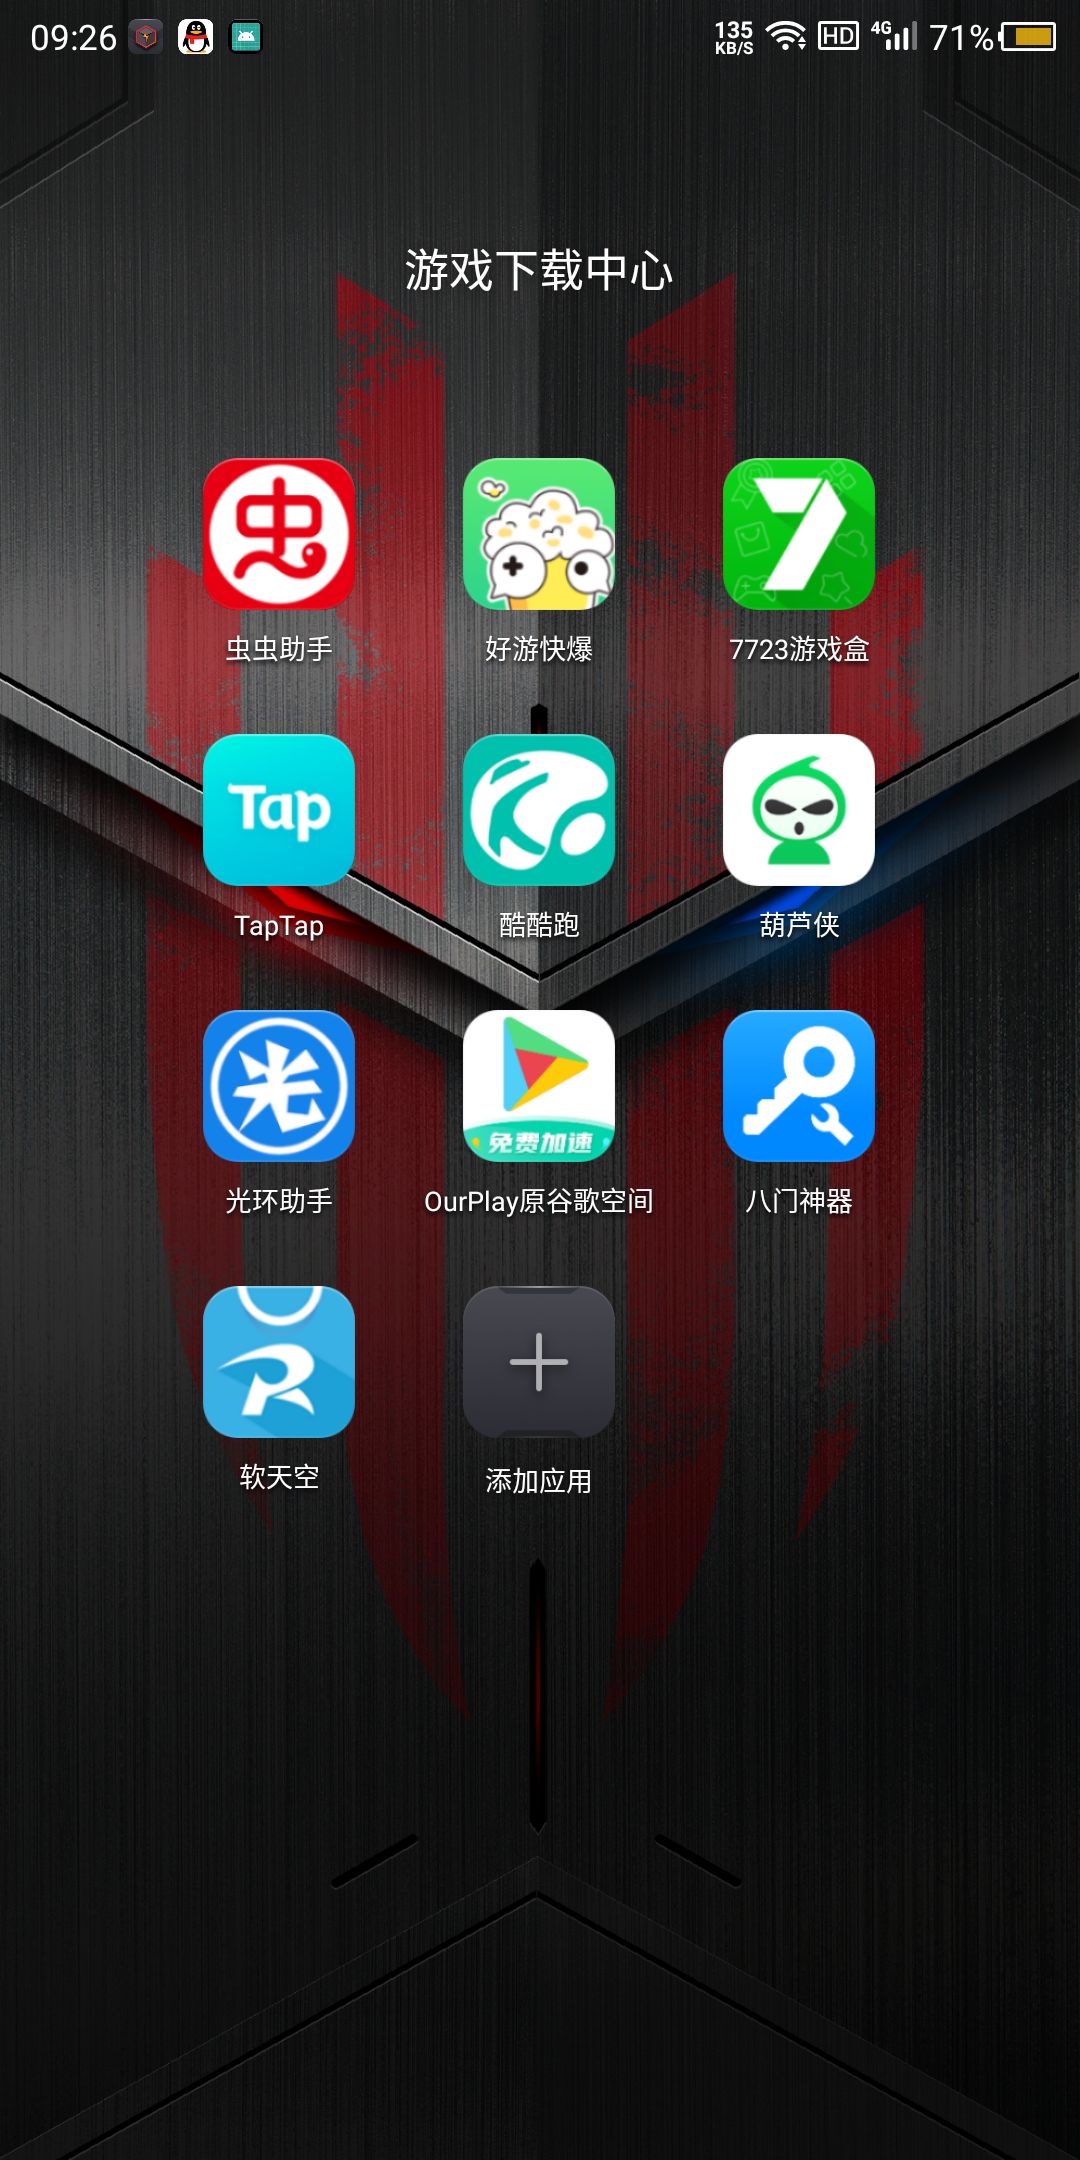 09:26
135 KB/S HD 4G 71%
游戏下载中心
虫
7
虫虫助手 好游快爆 7723游戏盒
Tap
TapTap 酷酷跑 葫芦侠
光
免费加速
光环助手 OurPlay原谷歌空间 八门神器
R
软天空 添加应用